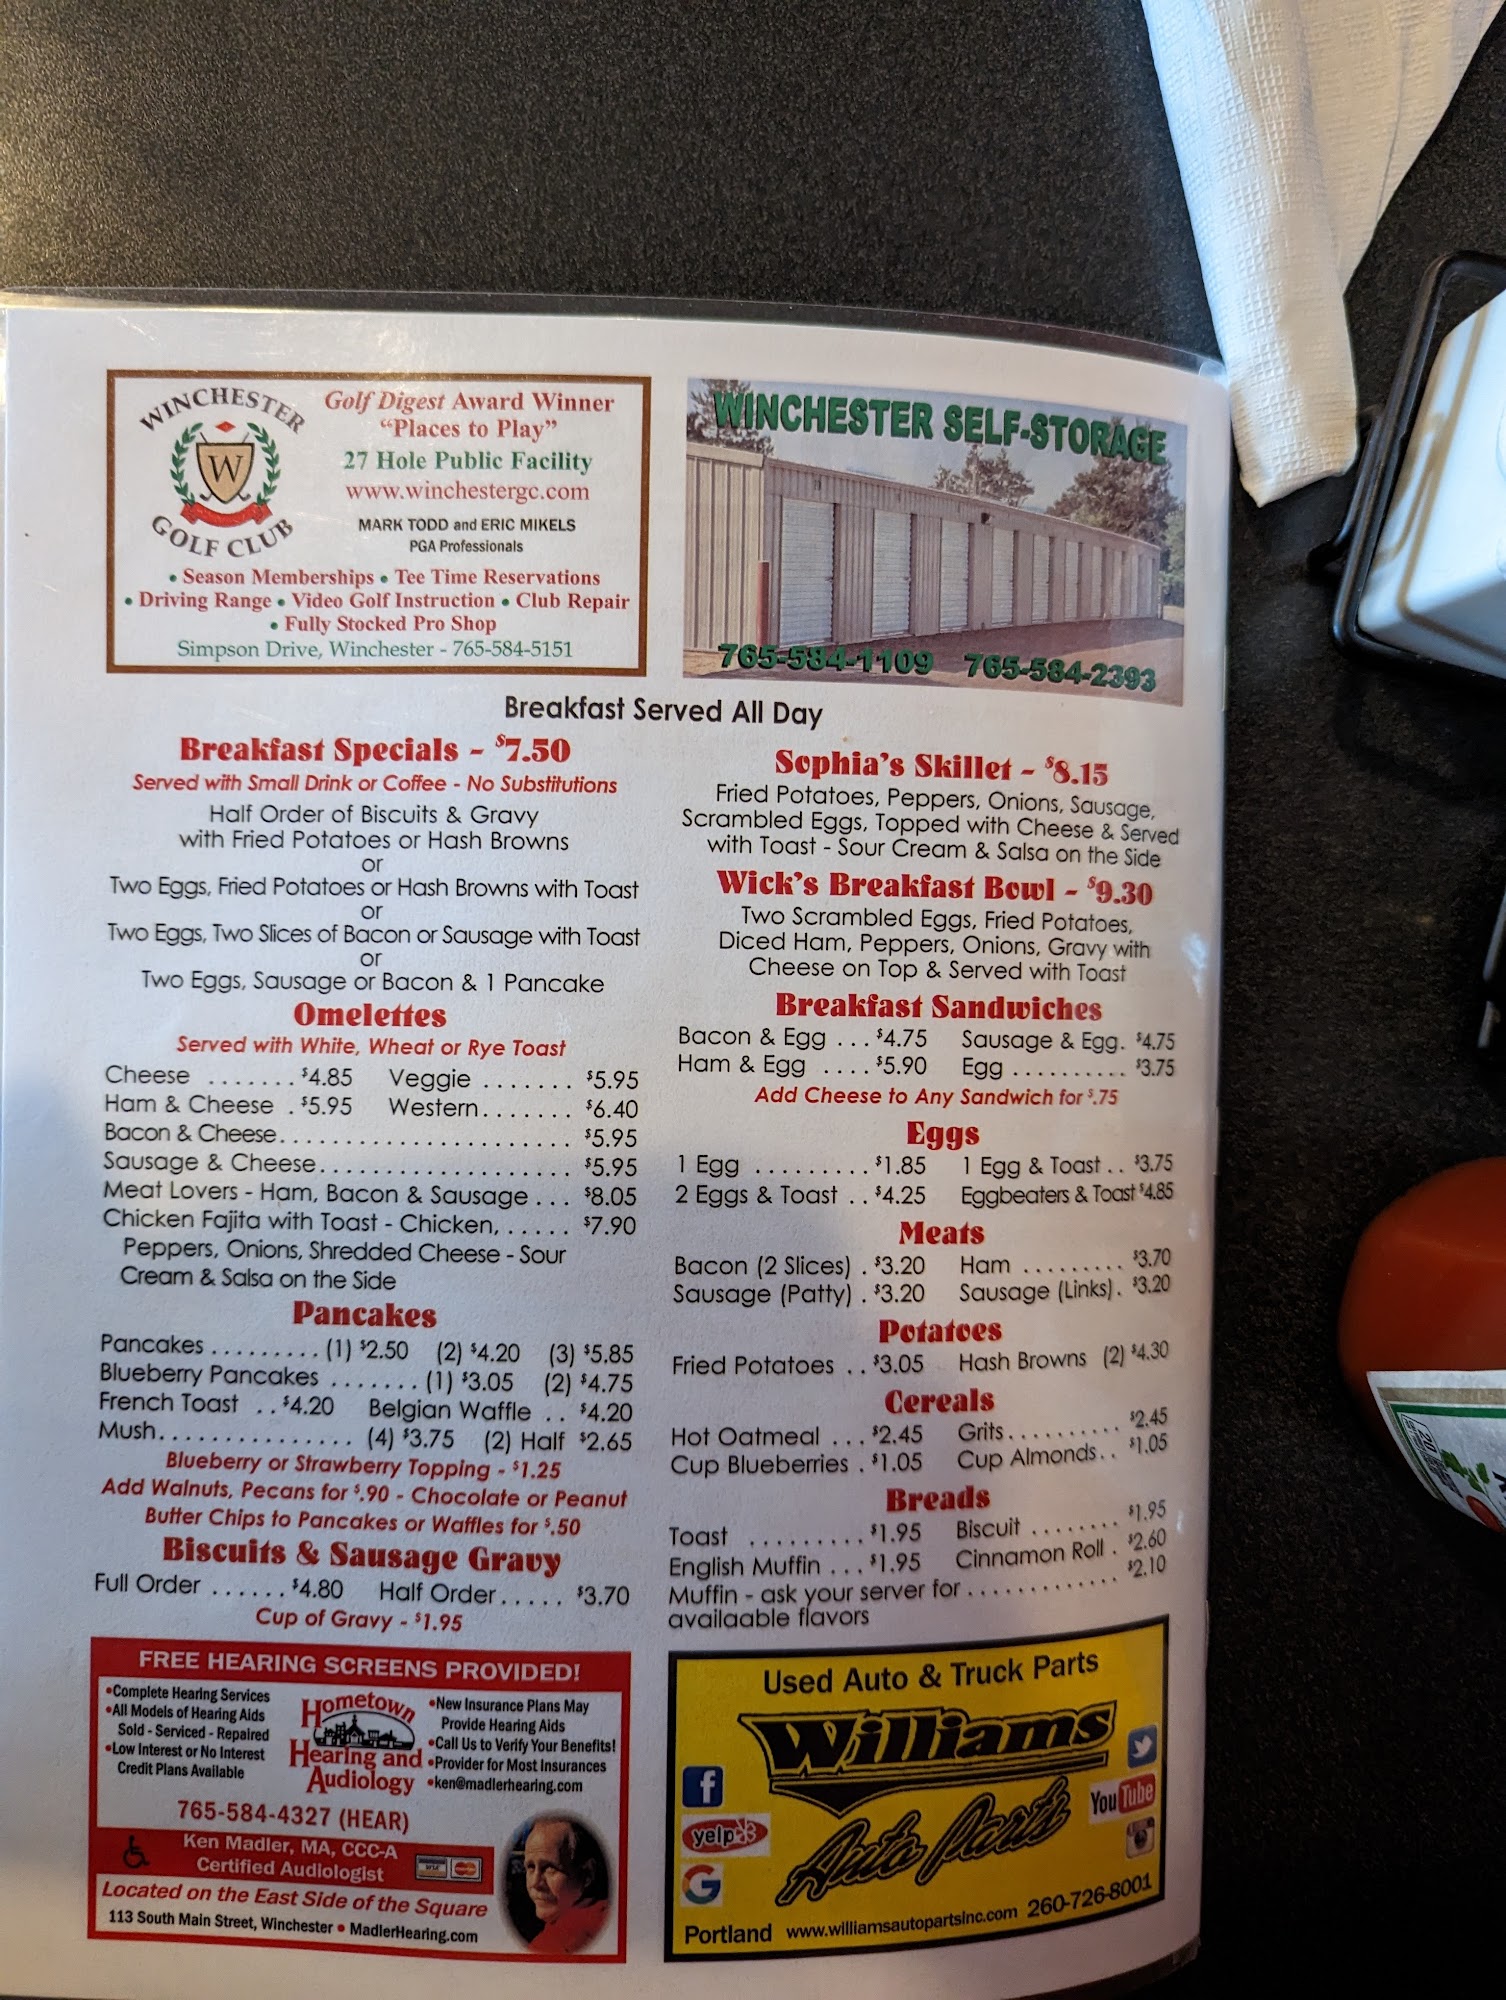 WINCHESTER
W
GOLF CLUB
Golf Digest Award Winner
"Places to Play"
27 Hole Public Facility
www.winchestergc.com
MARK TODD and ERIC MIKELS
PGA Professionals
• Season Memberships • Tee Time Reservations
• Driving Range • Video Golf Instruction • Club Repair
• Fully Stocked Pro Shop
Simpson Drive, Winchester - 765-584-5151
WINCHESTER SELF-STORAGE
765-584-1109 765-584-2393
Breakfast Served All Day
Breakfast Specials - $7.50
Served with Small Drink or Coffee - No Substitutions
Half Order of Biscuits & Gravy
with Fried Potatoes or Hash Browns
or
Two Eggs, Fried Potatoes or Hash Browns with Toast
or
Two Eggs, Two Slices of Bacon or Sausage with Toast
or
Two Eggs, Sausage or Bacon & 1 Pancake
Omelettes
Served with White, Wheat or Rye Toast
Cheese ....... $4.85 Veggie ....... $5.95
Ham & Cheese . $5.95 Western....... $6.40
Bacon & Cheese...................... $5.95
Sausage & Cheese................... $5.95
Meat Lovers - Ham, Bacon & Sausage ... $8.05
Chicken Fajita with Toast - Chicken, ..... $7.90
Peppers, Onions, Shredded Cheese - Sour
Cream & Salsa on the Side
Pancakes
Pancakes ......... (1) $2.50 (2) $4.20 (3) $5.85
Blueberry Pancakes ....... (1) $3.05 (2) $4.75
French Toast .. $4.20 Belgian Waffle .. $4.20
Mush............... (4) $3.75 (2) Half $2.65
Blueberry or Strawberry Topping - $1.25
Add Walnuts, Pecans for $.90 - Chocolate or Peanut
Butter Chips to Pancakes or Waffles for $.50
Biscuits & Sausage Gravy
Full Order ...... $4.80 Half Order..... $3.70
Cup of Gravy - $1.95
Sophia's Skillet - $8.15
Fried Potatoes, Peppers, Onions, Sausage,
Scrambled Eggs, Topped with Cheese & Served
with Toast - Sour Cream & Salsa on the Side
Wick's Breakfast Bowl - $9.30
Two Scrambled Eggs, Fried Potatoes,
Diced Ham, Peppers, Onions, Gravy with
Cheese on Top & Served with Toast
Breakfast Sandwiches
Bacon & Egg ... $4.75 Sausage & Egg. $4.75
Ham & Egg .... $5.90 Egg .......... $3.75
Add Cheese to Any Sandwich for $.75
Eggs
1 Egg ......... $1.85 1 Egg & Toast .. $3.75
2 Eggs & Toast .. $4.25 Eggbeaters & Toast $4.85
Meats
Bacon (2 Slices) . $3.20 Ham ......... $3.70
Sausage (Patty) . $3.20 Sausage (Links). $3.20
Potatoes
Fried Potatoes .. $3.05 Hash Browns (2) $4.30
Cereals
Hot Oatmeal ... $2.45 Grits.......... $2.45
Cup Blueberries . $1.05 Cup Almonds.. $1.05
Breads
Toast ......... $1.95 Biscuit ........ $1.95
English Muffin ... $1.95 Cinnamon Roll . $2.60
Muffin - ask your server for ............. $2.10
availaable flavors
FREE HEARING SCREENS PROVIDED!
•Complete Hearing Services
•All Models of Hearing Aids
Sold - Serviced - Repaired
•Low Interest or No Interest
Credit Plans Available
Hometown
Hearing and
Audiology
•New Insurance Plans May
Provide Hearing Aids
•Call Us to Verify Your Benefits!
•Provider for Most Insurances
•ken@madlerhearing.com
765-584-4327 (HEAR)
Ken Madler, MA, CCC-A
Certified Audiologist
VISA
Located on the East Side of the Square
113 South Main Street, Winchester • MadlerHearing.com
Used Auto & Truck Parts
Williams
Auto Parts
f
yelp
G
YouTube
Portland www.williamsautopartsinc.com 260-726-8001